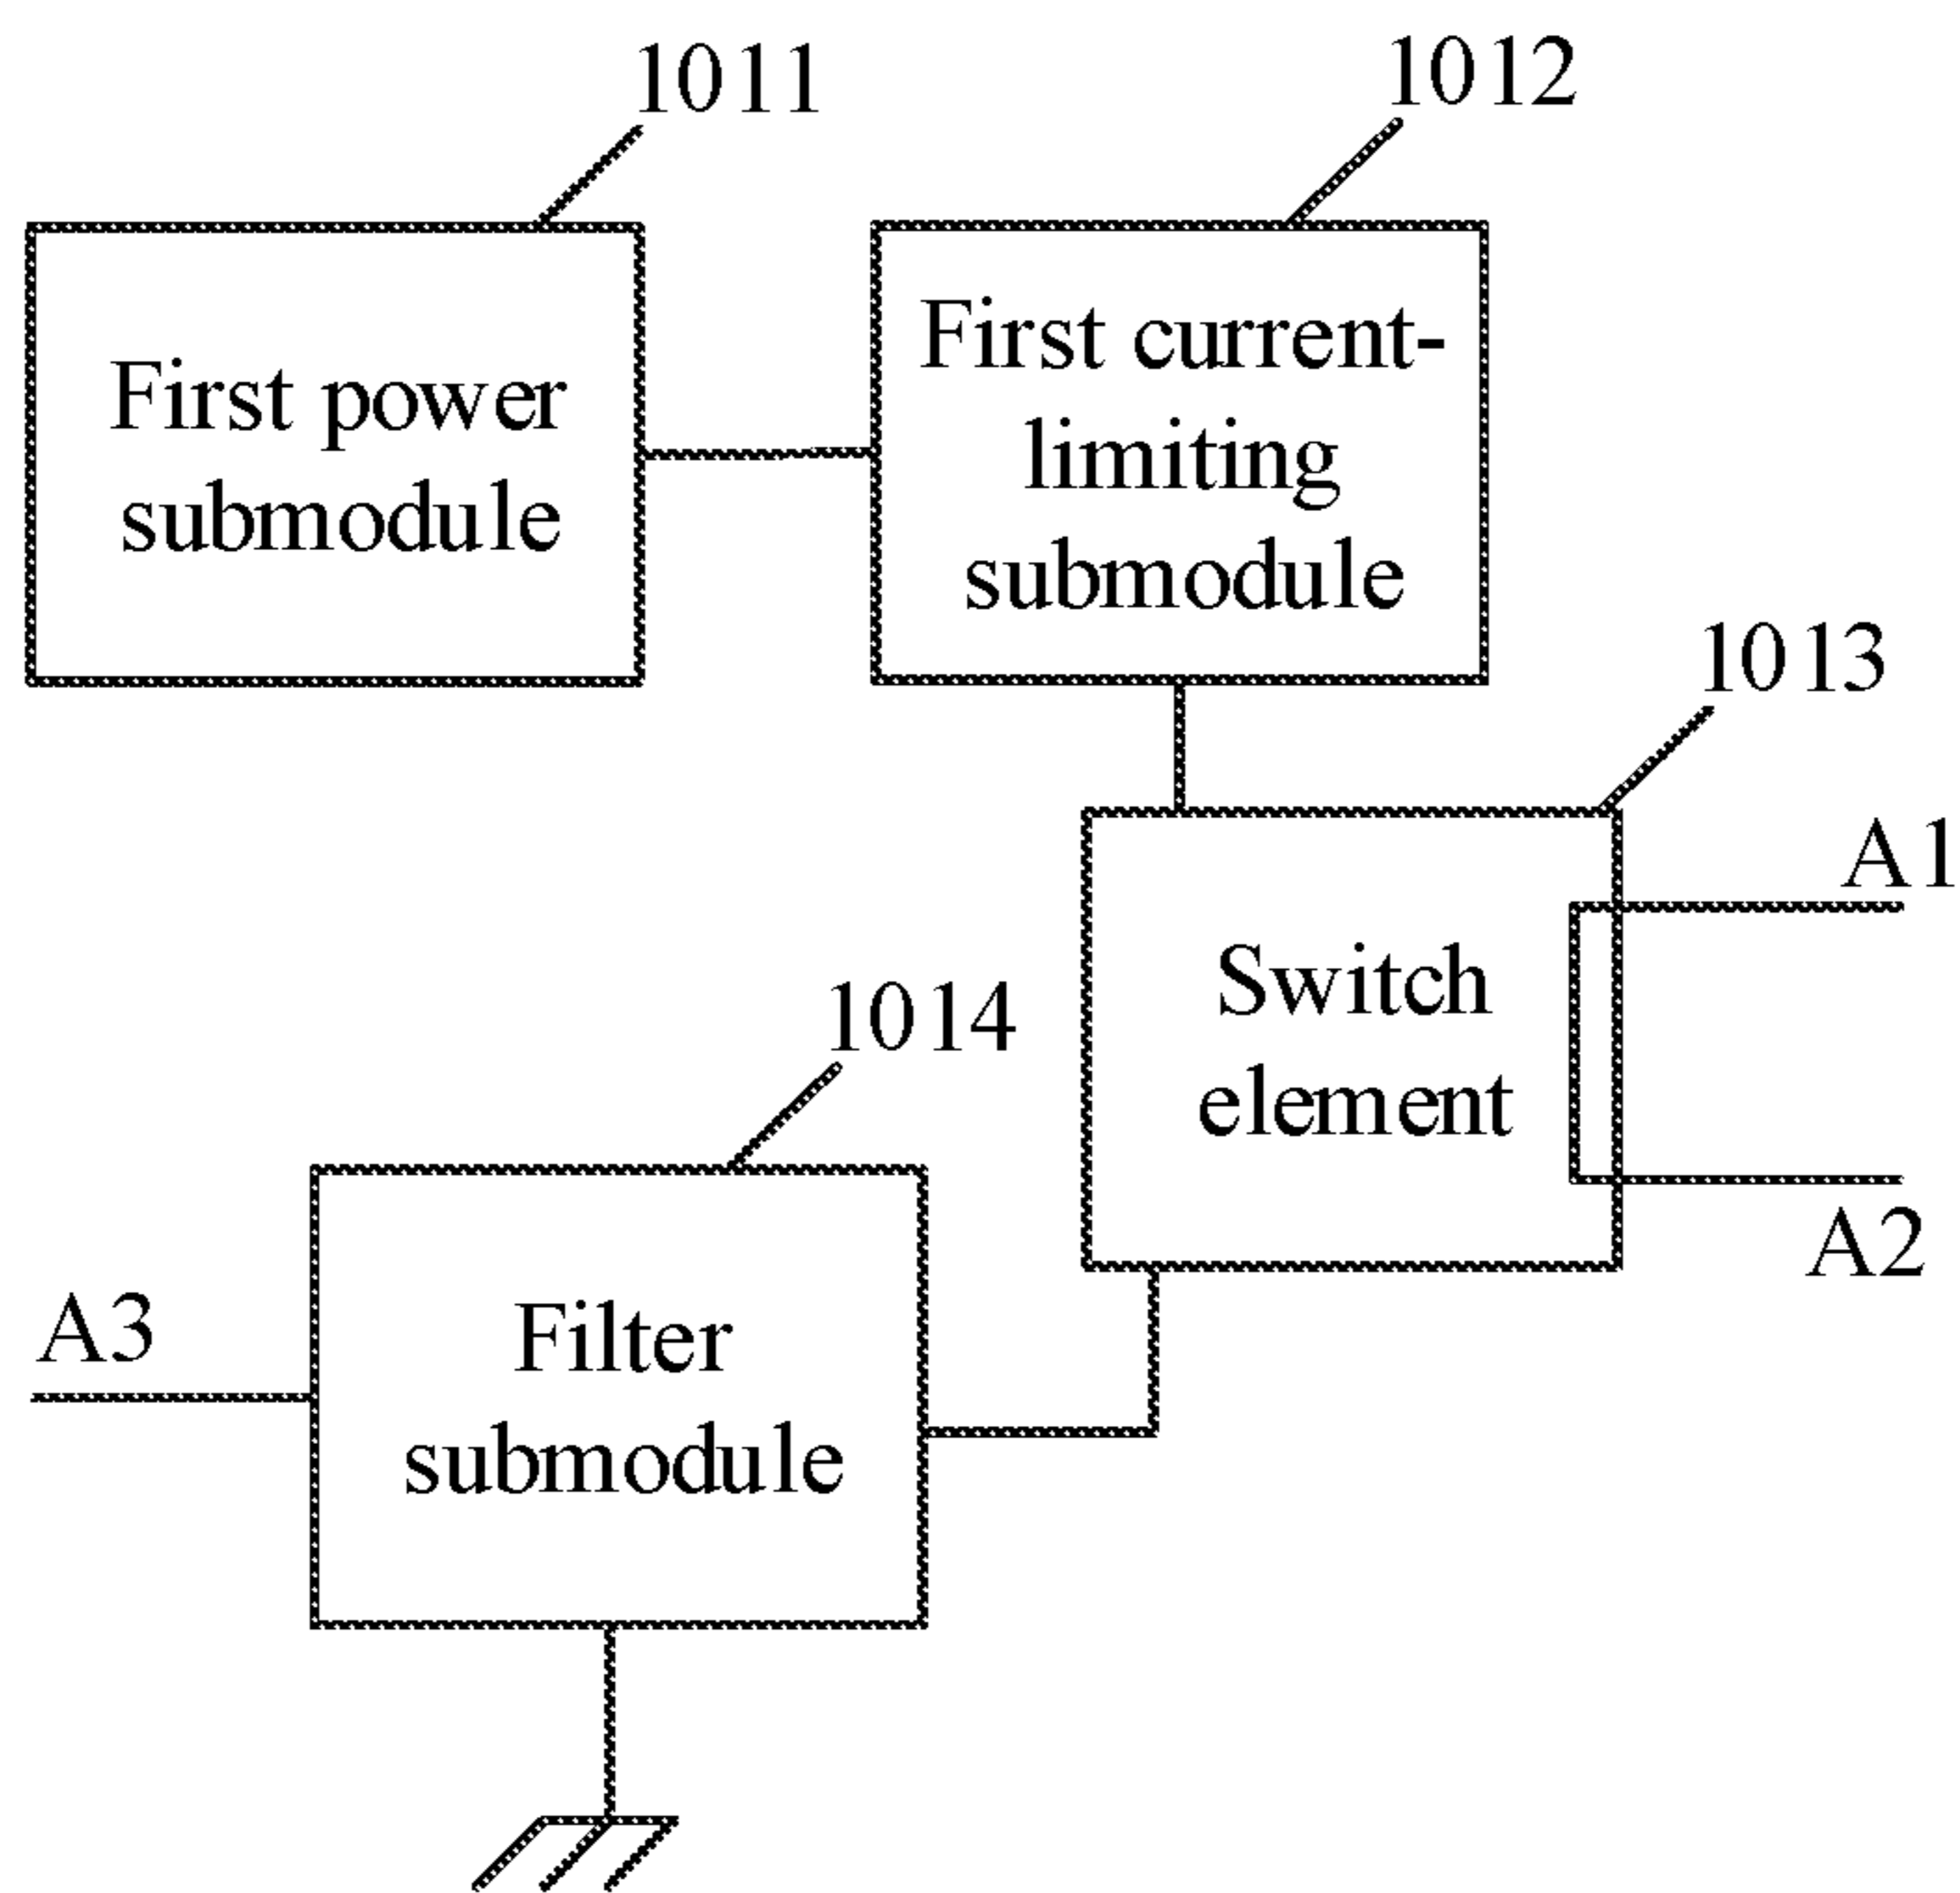 1011
1012
First power
submodule
First current-
limiting
submodule
1013
A1
Switch
element
A2
1014
A3
Filter
submodule